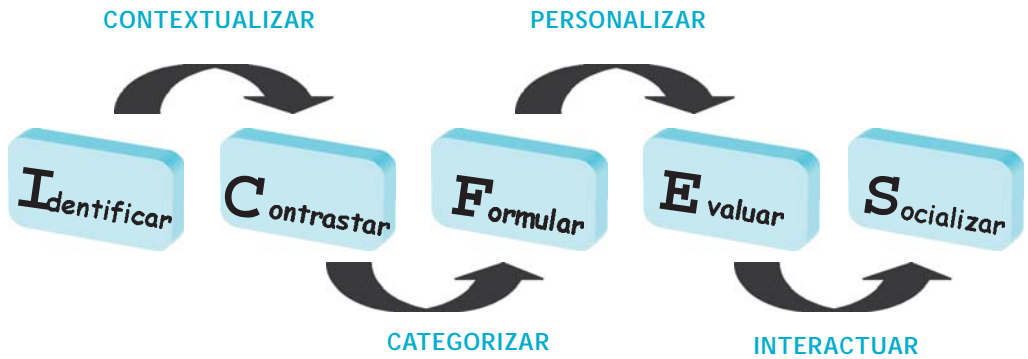 CONTEXTUALIZAR PERSONALIZAR
Identificar Contrastar Formular Evaluar Socializar
CATEGORIZAR INTERACTUAR